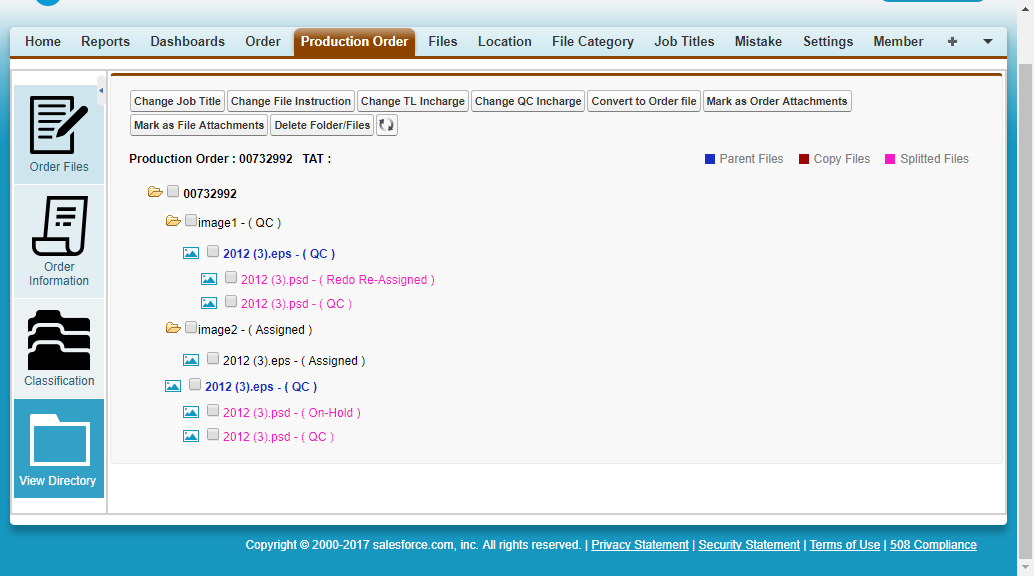 Home Reports Dashboards Order Production Order Files Location File Category Job Titles Mistake Settings Member +
Change Job Title Change File Instruction Change TL Incharge Change QC Incharge Convert to Order file Mark as Order Attachments
Mark as File Attachments Delete Folder/Files
Production Order : 00732992 TAT :
Parent Files Copy Files Splitted Files
Order Files
Order
Information
Classification
View Directory
00732992
image1 - ( QC )
2012 (3).eps - ( QC )
2012 (3).psd - ( Redo Re-Assigned )
2012 (3).psd - ( QC )
image2 - ( Assigned )
2012 (3).eps - ( Assigned )
2012 (3).eps - ( QC )
2012 (3).psd - ( On-Hold )
2012 (3).psd - ( QC )
Copyright © 2000-2017 salesforce.com, inc. All rights reserved. | Privacy Statement | Security Statement | Terms of Use | 508 Compliance